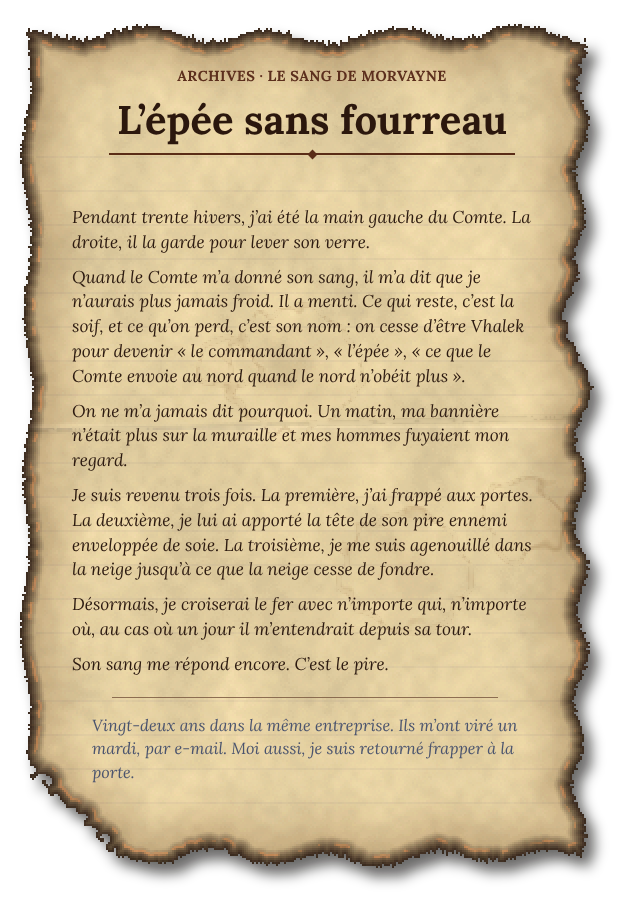 ARCHIVES · LE SANG DE MORVAYNE
L’épée sans fourreau
Pendant trente hivers, j’ai été la main gauche du Comte. La
droite, il la garde pour lever son verre.
Quand le Comte m’a donné son sang, il m’a dit que je
n’aurais plus jamais froid. Il a menti. Ce qui reste, c’est la
soif, et ce qu’on perd, c’est son nom : on cesse d’être Vhalek
pour devenir « le commandant », « l’épée », « ce que le
Comte envoie au nord quand le nord n’obéit plus ».
On ne m’a jamais dit pourquoi. Un matin, ma bannière
n’était plus sur la muraille et mes hommes fuyaient mon
regard.
Je suis revenu trois fois. La première, j’ai frappé aux portes.
La deuxième, je lui ai apporté la tête de son pire ennemi
enveloppée de soie. La troisième, je me suis agenouillé dans
la neige jusqu’à ce que la neige cesse de fondre.
Désormais, je croiserai le fer avec n’importe qui, n’importe
où, au cas où un jour il m’entendrait depuis sa tour.
Son sang me répond encore. C’est le pire.
Vingt-deux ans dans la même entreprise. Ils m’ont viré un
mardi, par e-mail. Moi aussi, je suis retourné frapper à la
porte.